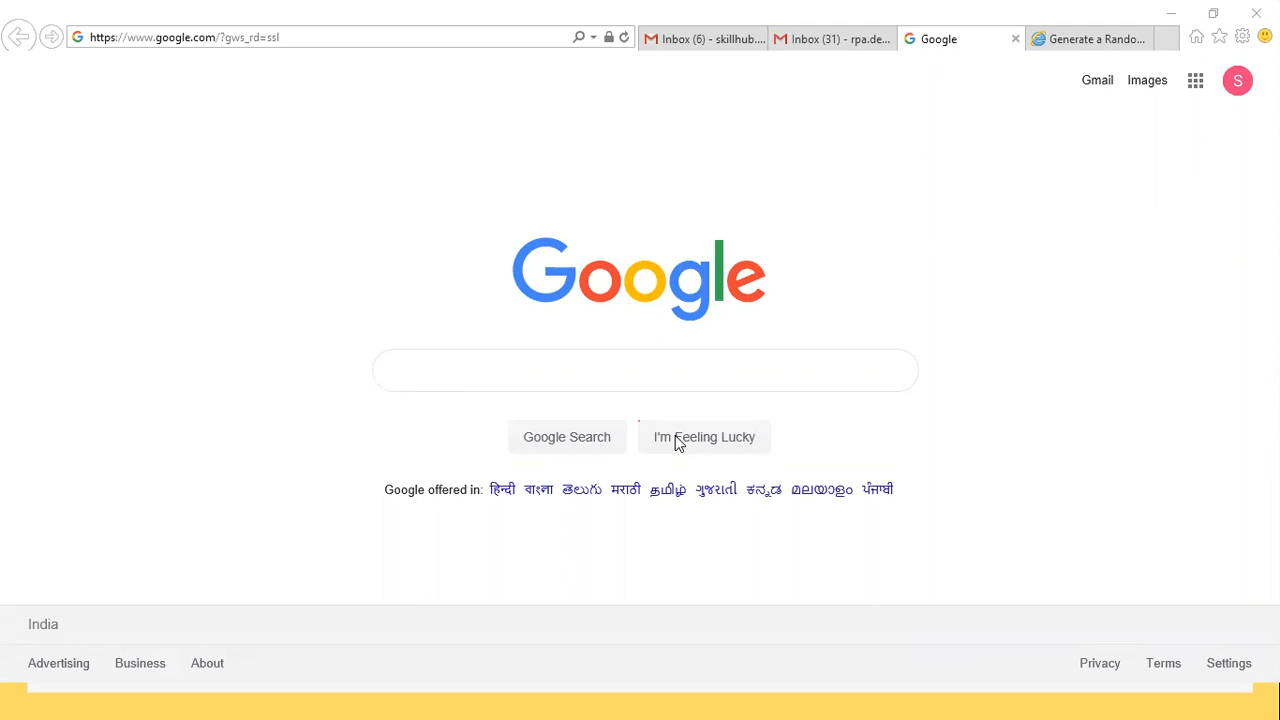 https://www.google.com/?gws_rd=ssl
Inbox (6) - skillhub....
Inbox (31) - rpa.de...
Google
Generate a Rando...
Gmail
Images
S
Google
Google Search
I'm Feeling Lucky
Google offered in: हिन्दी বাংলা తెలుగు मराठी தமிழ் ગુજરાતી ಕನ್ನಡ മലയാളം ਪੰਜਾਬੀ
India
Advertising
Business
About
Privacy
Terms
Settings